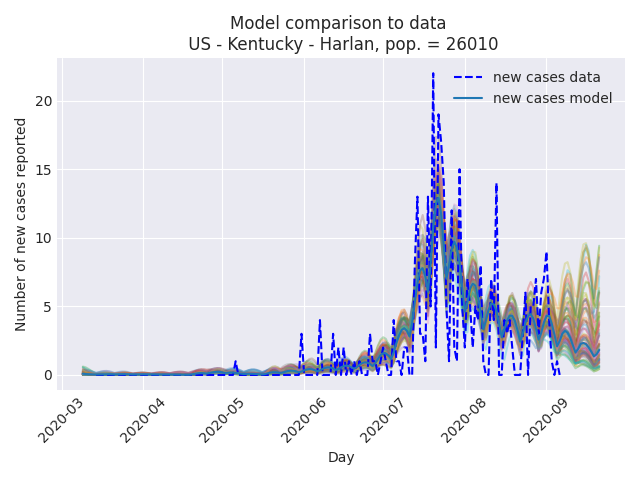 Model comparison to data
US - Kentucky - Harlan, pop. = 26010
new cases data
new cases model
Number of new cases reported
20
15
10
5
0
2020-03
2020-04
2020-05
2020-06
2020-07
2020-08
2020-09
Day